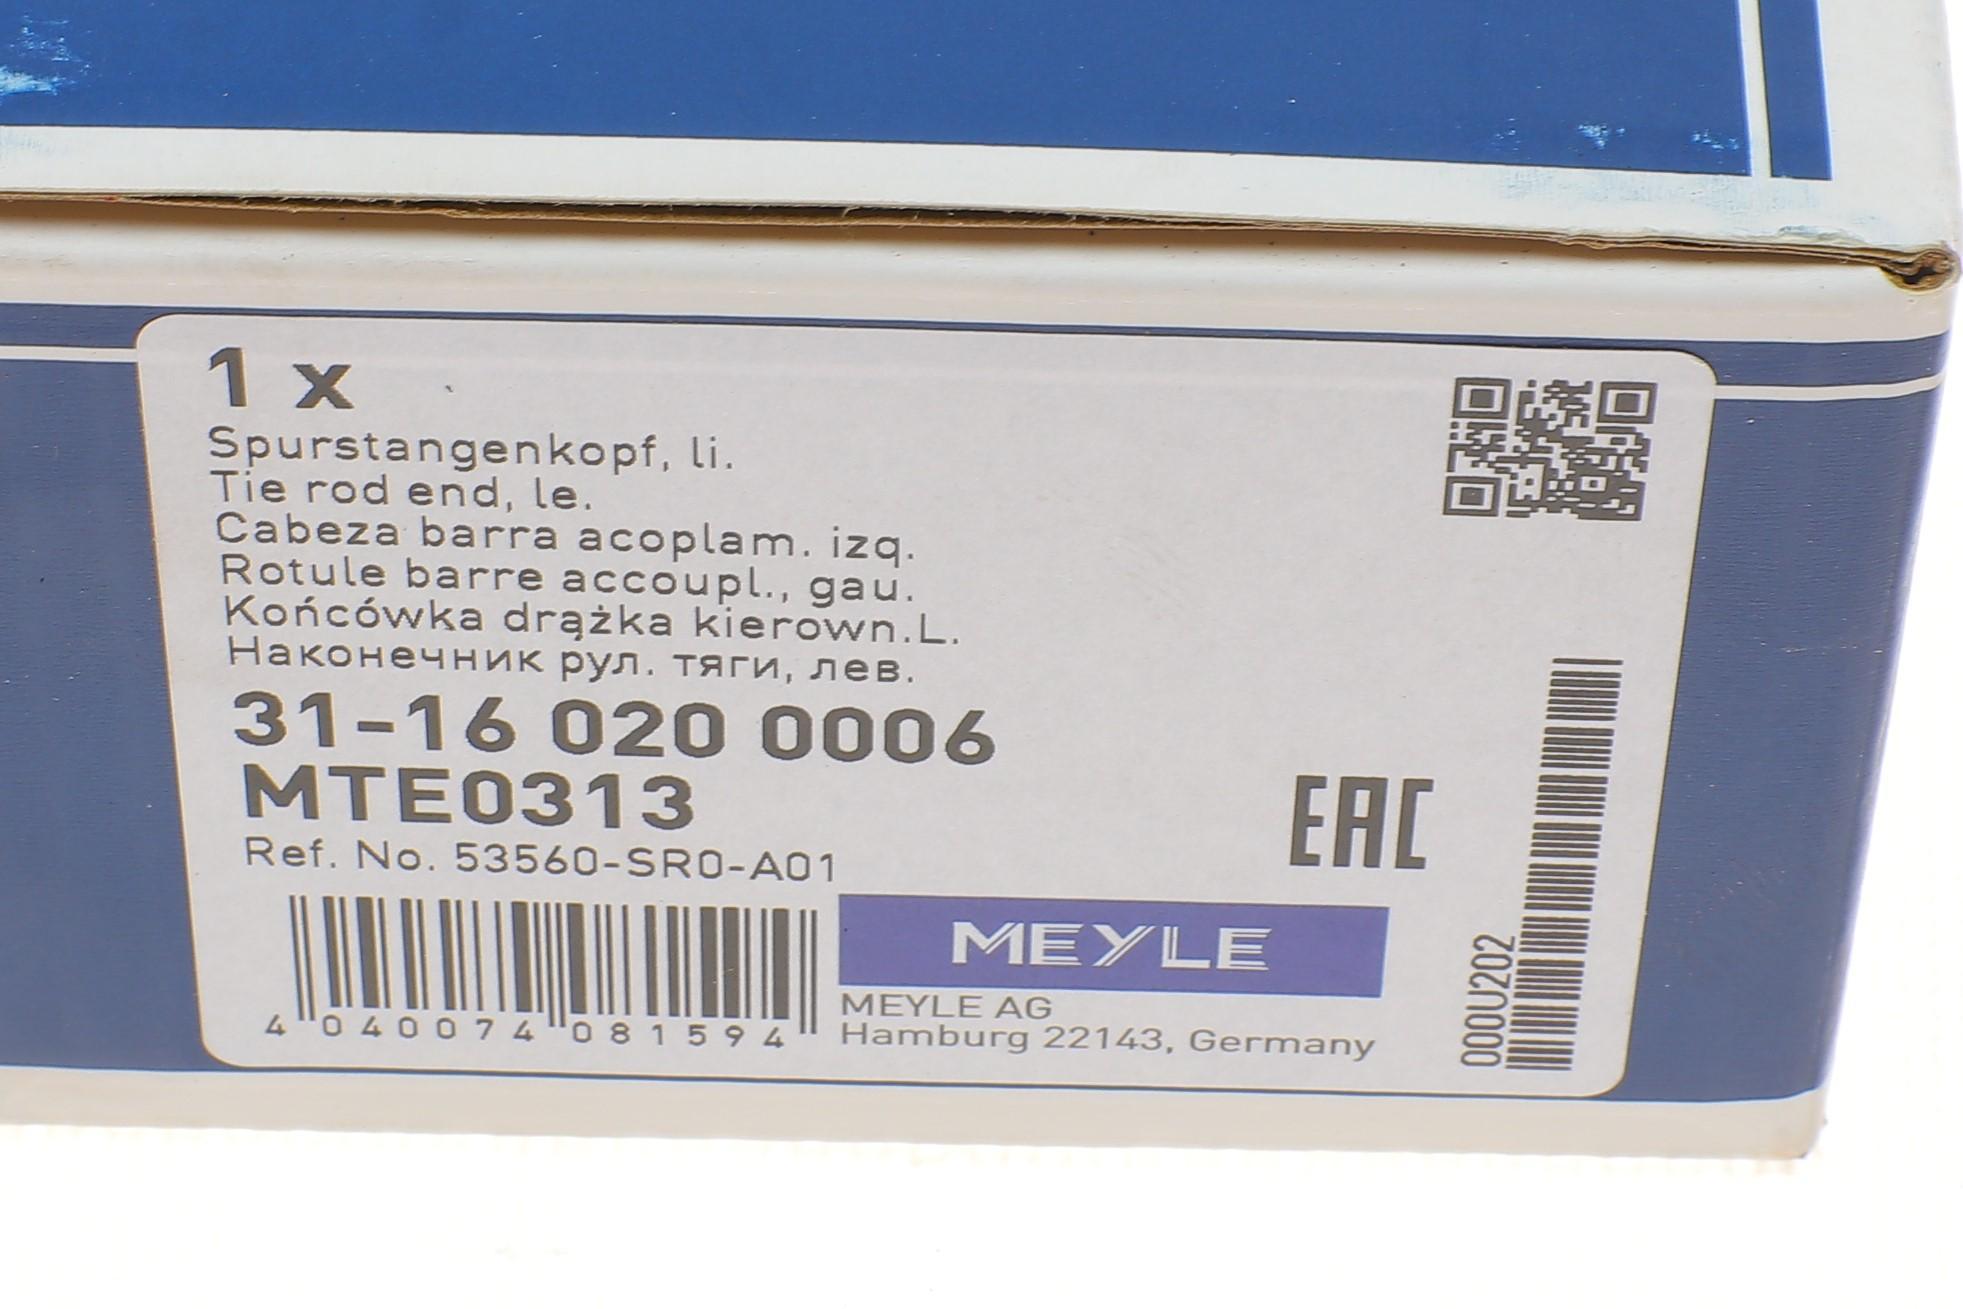 1 x
Spurstangenkopf, li.
Tie rod end, le.
Cabeza barra acoplam. izq.
Rotule barre accoupl., gau.
Końcówka drążka kierown.L.
Наконечник рул. тяги, лев.
31-16 020 0006
MTE0313
Ref. No. 53560-SR0-A01
EAC
4 040074 081594
MEYLE
MEYLE AG
Hamburg 22143, Germany
000U202